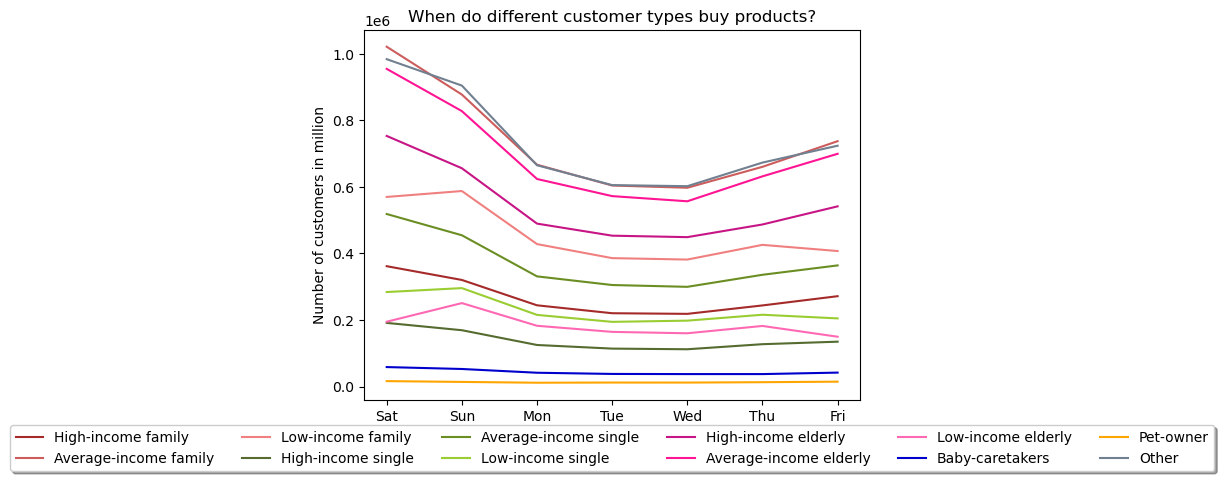 When do different customer types buy products?
1e6
Number of customers in million
1.0
0.8
0.6
0.4
0.2
0.0
Sat Sun Mon Tue Wed Thu Fri
High-income family Low-income family Average-income single High-income elderly Low-income elderly Pet-owner
Average-income family High-income single Low-income single Average-income elderly Baby-caretakers Other